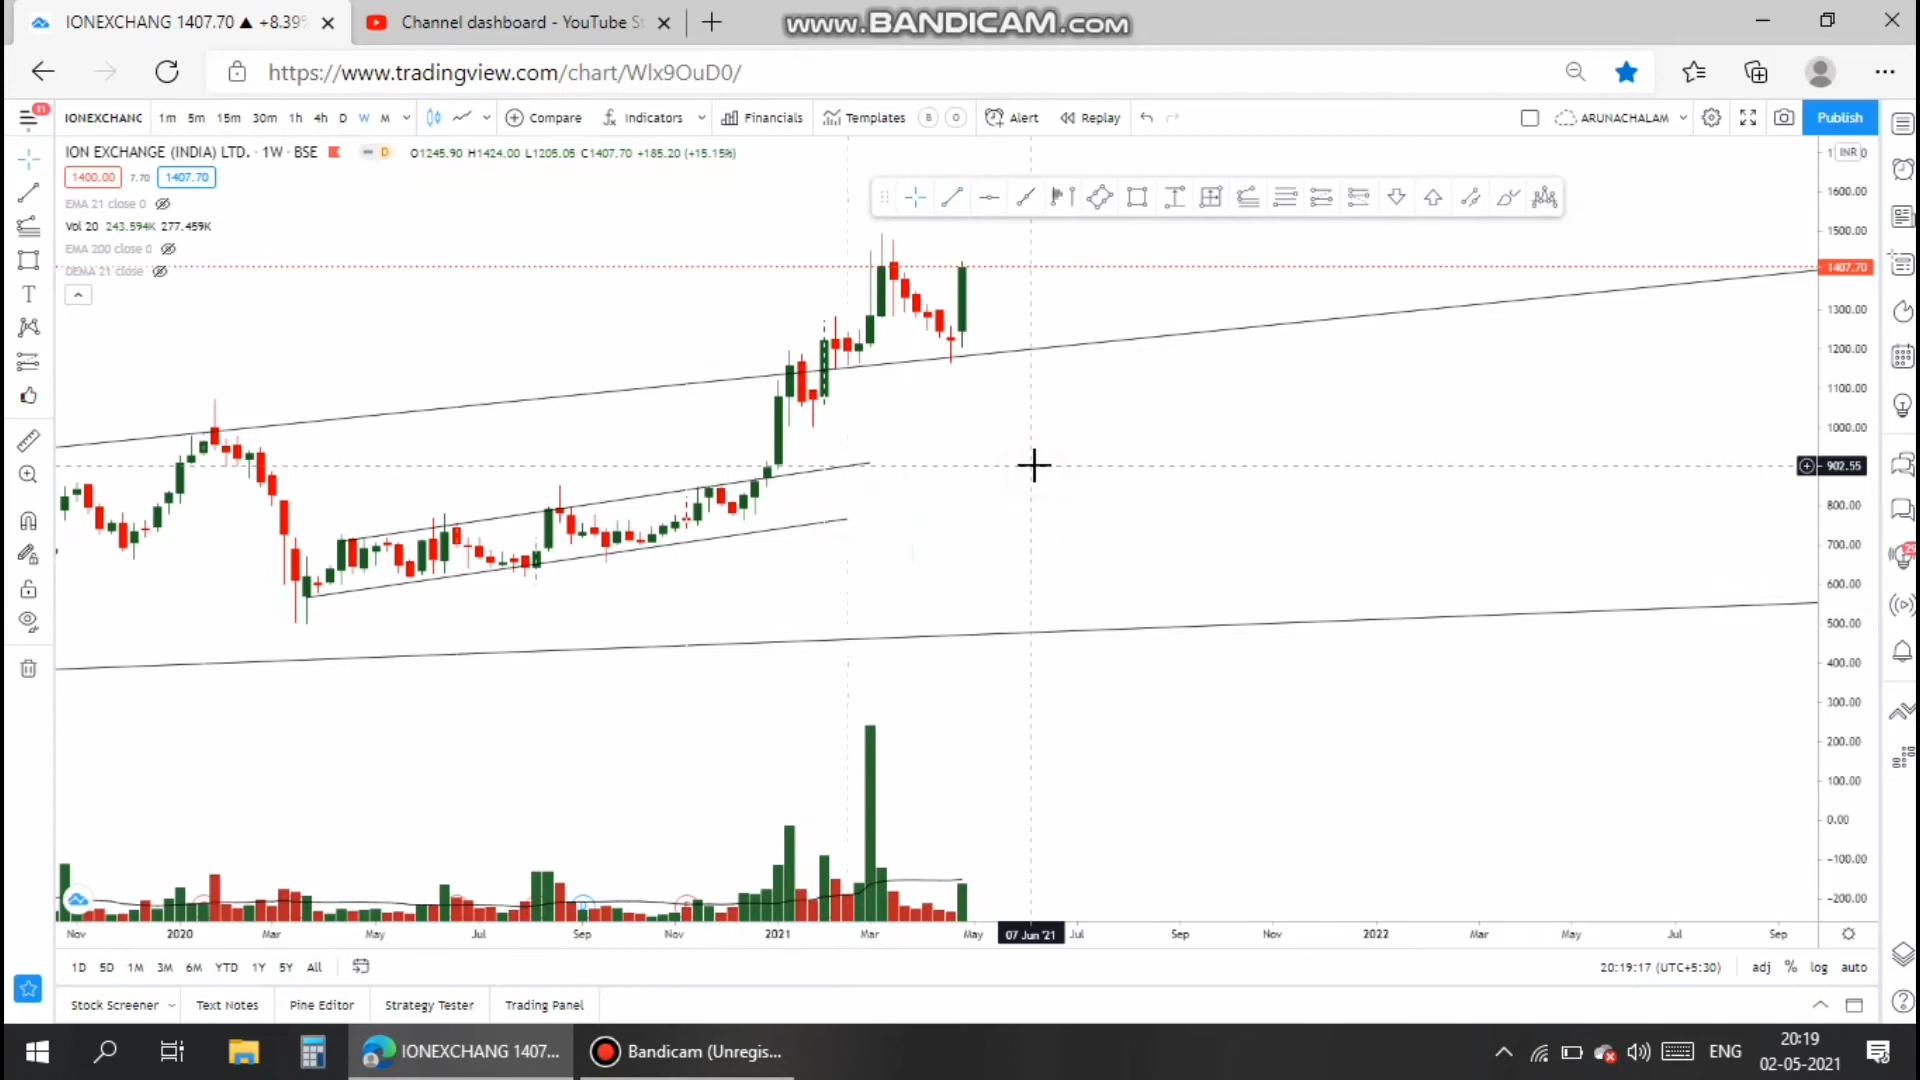 IONEXCHANG 1407.70 ▲ +8.39%
Channel dashboard - YouTube St
www.BANDICAM.com
https://www.tradingview.com/chart/Wlx9OuD0/
11
IONEXCHANG 1m 5m 15m 30m 1h 4h D W M Compare Indicators Financials Templates B O Alert Replay ARUNACHALAM Publish
ION EXCHANGE (INDIA) LTD. · 1W · BSE D O1245.90 H1424.00 L1205.05 C1407.70 +185.20 (+15.15%)
INR
1400.00 7.70 1407.70
EMA 21 close 0
Vol 20 243.594K 277.459K
EMA 200 close 0
DEMA 21 close
1600.00
1500.00
1407.70
1300.00
1200.00
1100.00
1000.00
902.55
800.00
700.00
600.00
500.00
400.00
300.00
200.00
100.00
0.00
-100.00
-200.00
Nov 2020 Mar May Jul Sep Nov 2021 Mar May 07 Jun '21 Jul Sep Nov 2022 Mar May Jul Sep
1D 5D 1M 3M 6M YTD 1Y 5Y All 20:19:17 (UTC+5:30) adj % log auto
Stock Screener Text Notes Pine Editor Strategy Tester Trading Panel
IONEXCHANG 1407... Bandicam (Unregis... ENG 20:19
02-05-2021